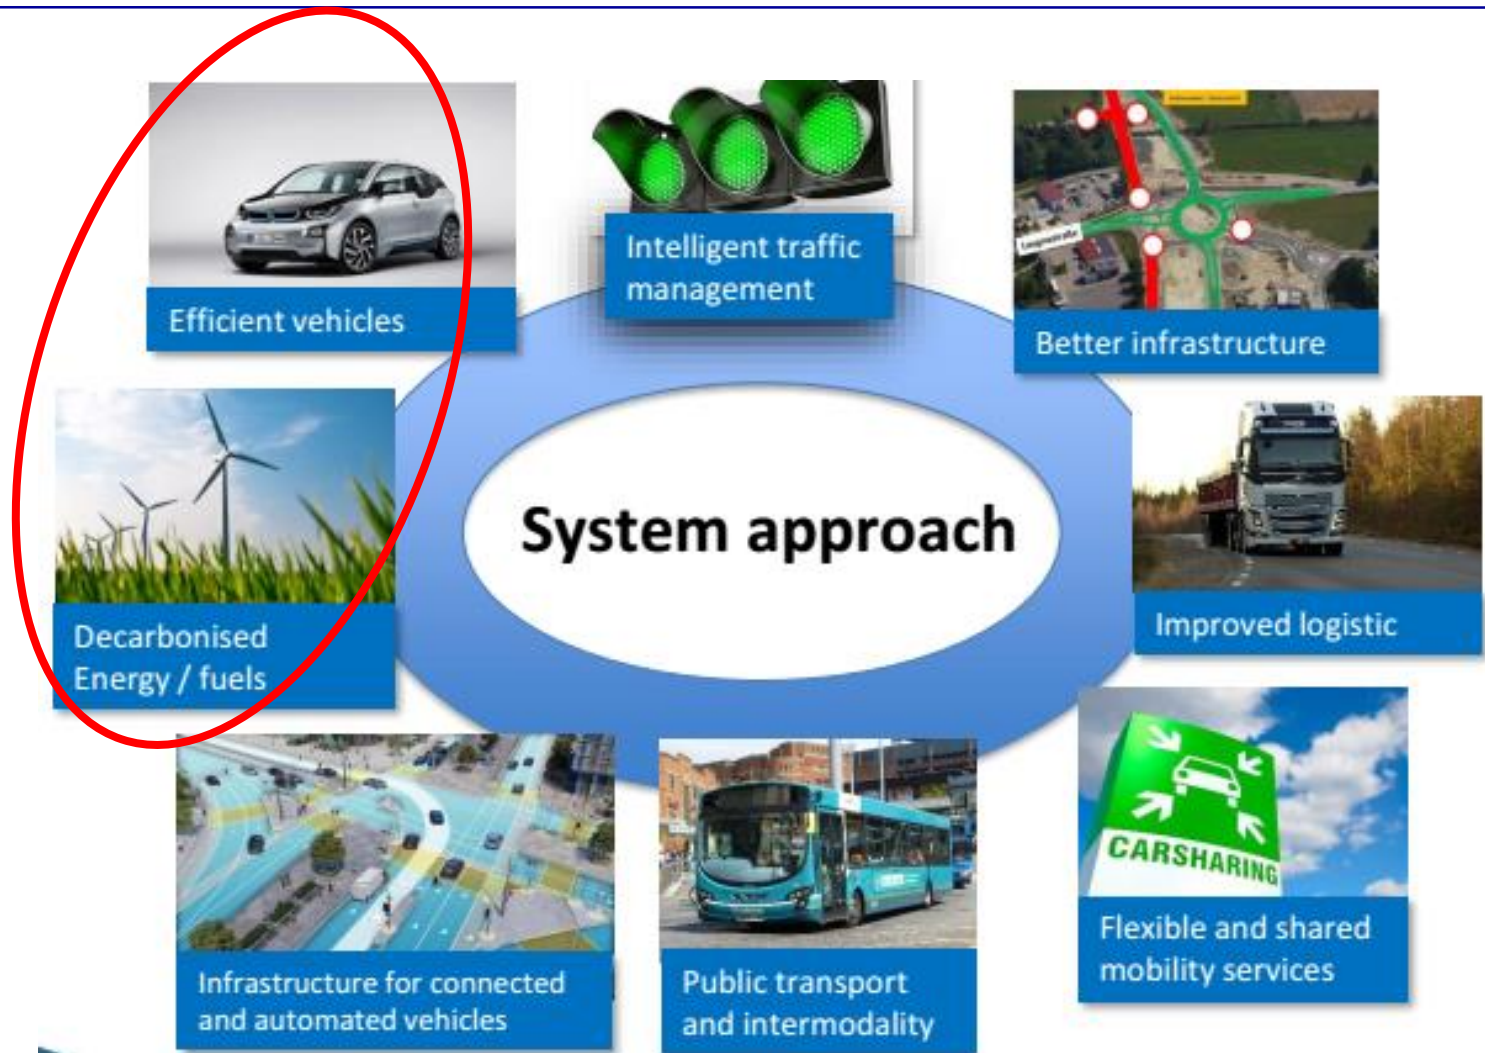 Efficient vehicles
Intelligent traffic
management
Better infrastructure
Decarbonised
Energy / fuels
System approach
Improved logistic
Infrastructure for connected
and automated vehicles
Public transport
and intermodality
CARSHARING
Flexible and shared
mobility services